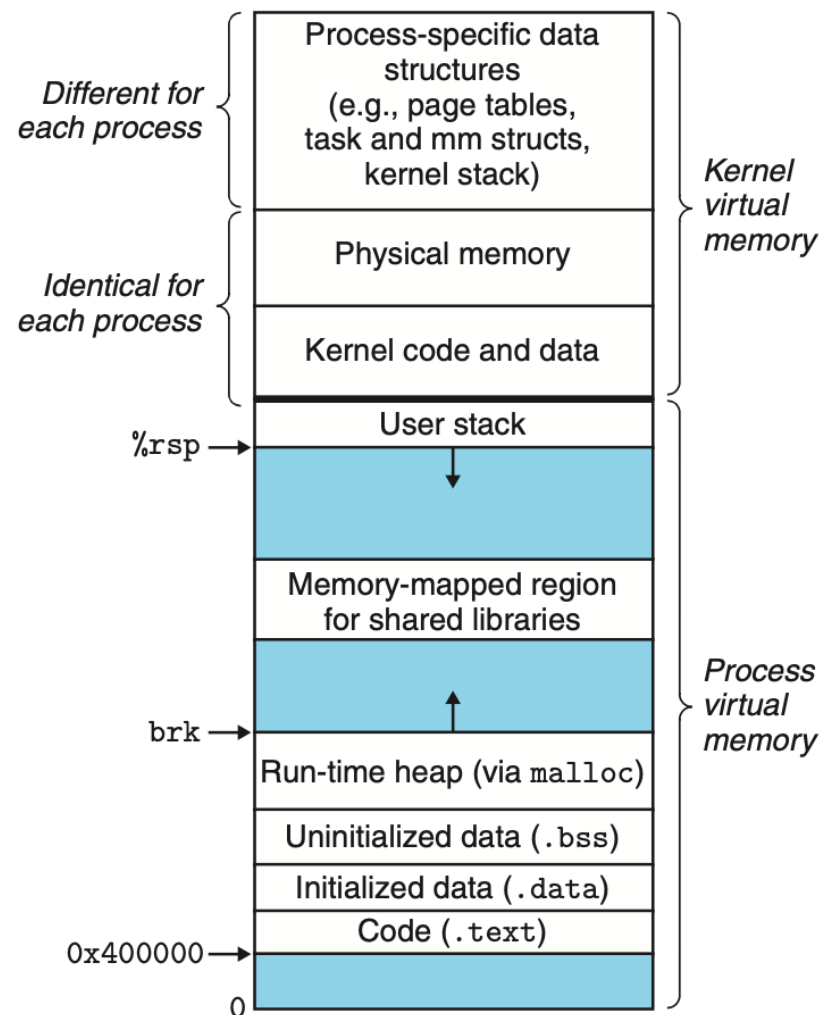 Process-specific data
structures
(e.g., page tables,
task and mm structs,
kernel stack)
Different for
each process
Kernel
virtual
memory
Physical memory
Identical for
each process
Kernel code and data
User stack
%rsp
Memory-mapped region
for shared libraries
Process
virtual
memory
brk
Run-time heap (via malloc)
Uninitialized data (.bss)
Initialized data (.data)
Code (.text)
0x400000
0